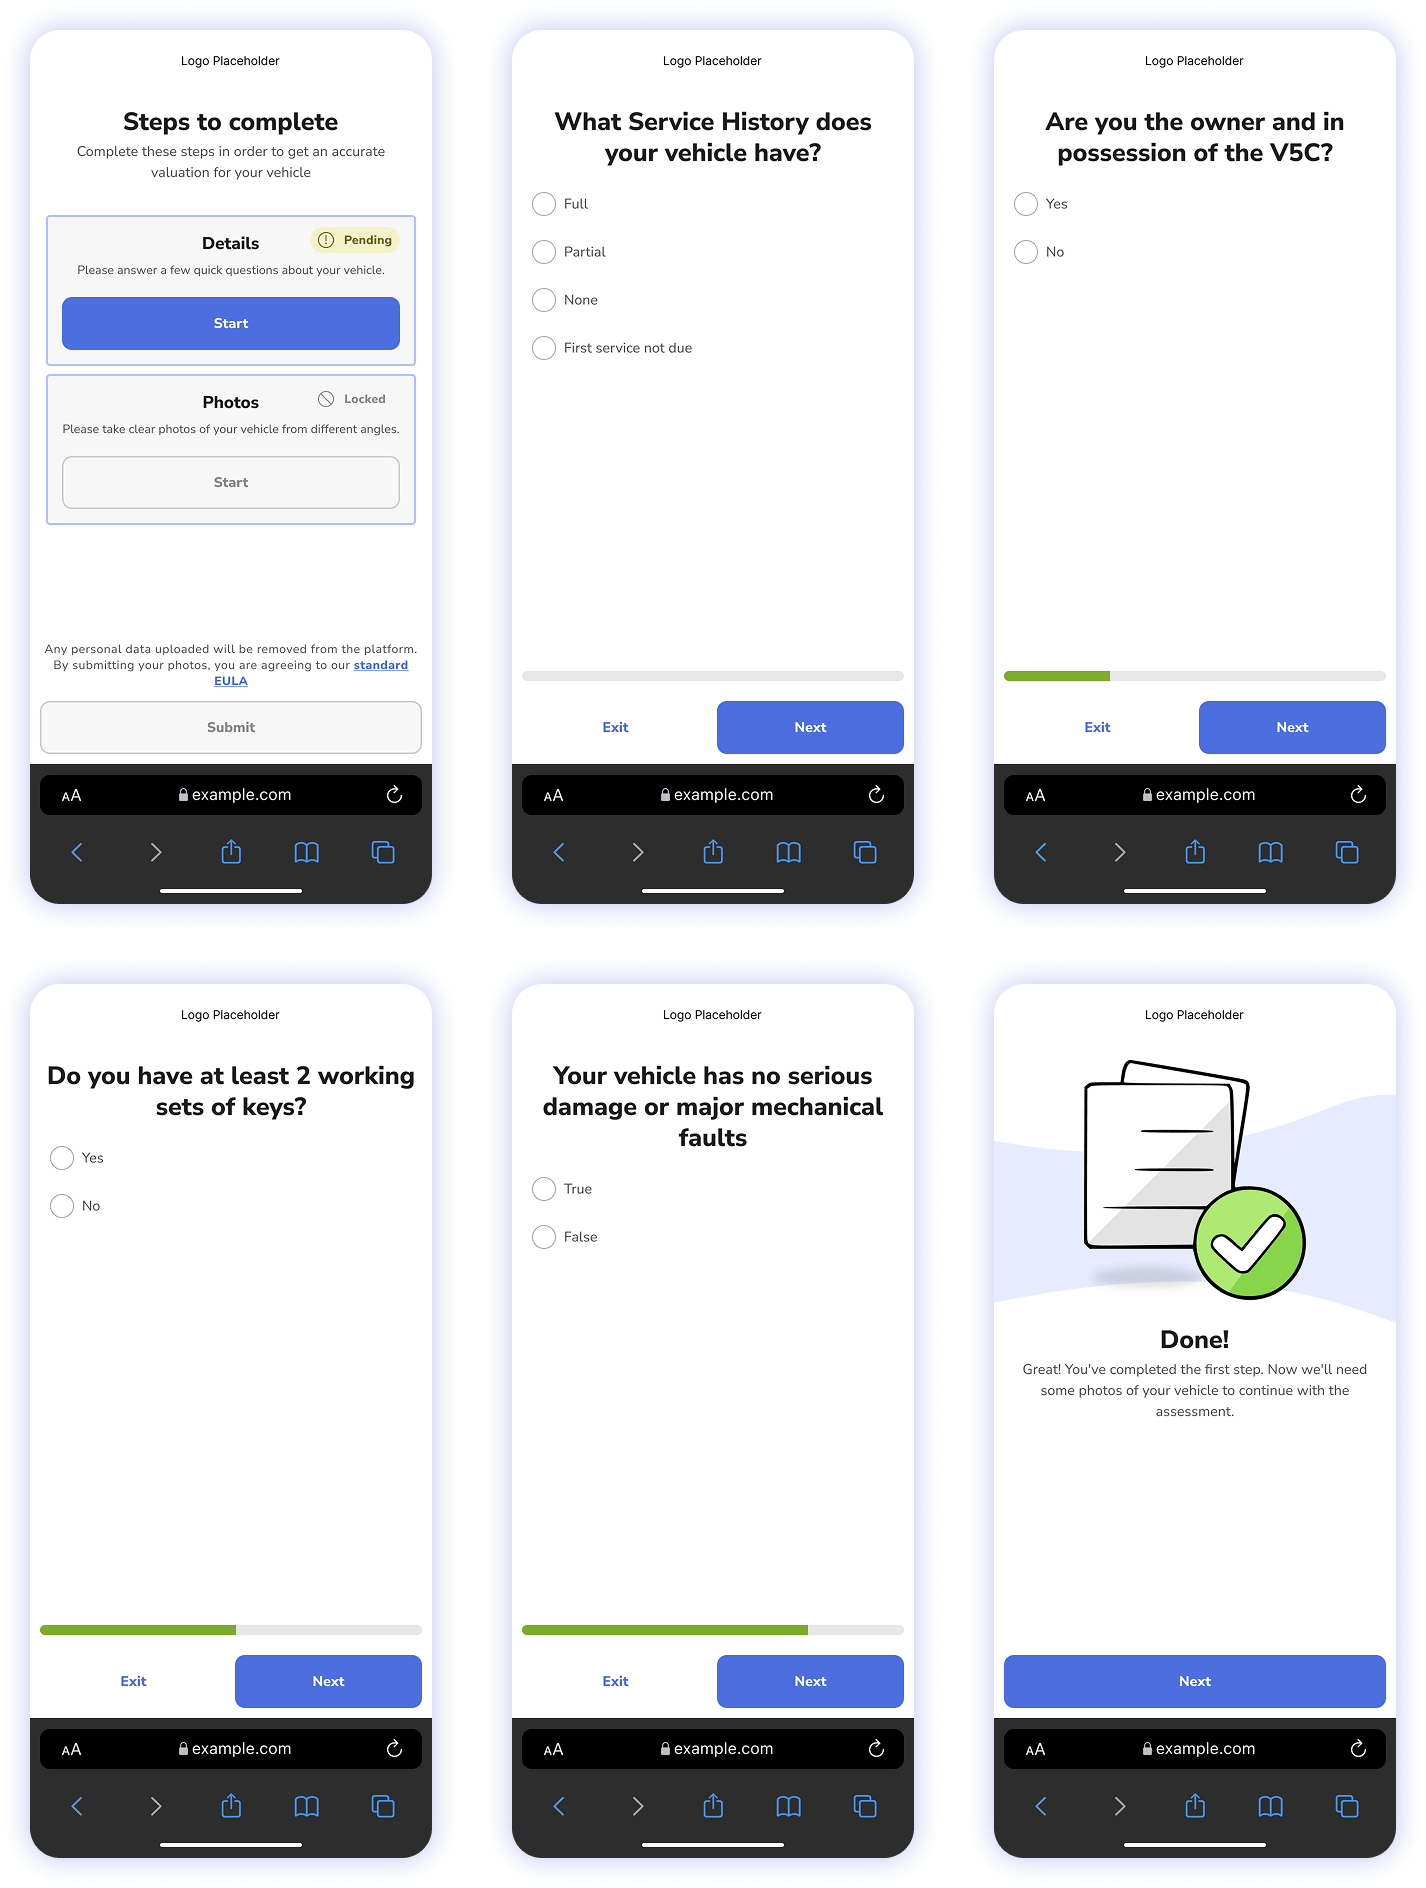 Logo Placeholder
Steps to complete
Complete these steps in order to get an accurate
valuation for your vehicle
Details
Pending
Please answer a few quick questions about your vehicle.
Start
Photos
Locked
Please take clear photos of your vehicle from different angles.
Start
Any personal data uploaded will be removed from the platform.
By submitting your photos, you are agreeing to our standard
EULA
Submit
AA
example.com
Logo Placeholder
What Service History does
your vehicle have?
Full
Partial
None
First service not due
Exit
Next
AA
example.com
Logo Placeholder
Are you the owner and in
possession of the V5C?
Yes
No
Exit
Next
AA
example.com
Logo Placeholder
Do you have at least 2 working
sets of keys?
Yes
No
Exit
Next
AA
example.com
Logo Placeholder
Your vehicle has no serious
damage or major mechanical
faults
True
False
Exit
Next
AA
example.com
Logo Placeholder
Done!
Great! You've completed the first step. Now we'll need
some photos of your vehicle to continue with the
assessment.
Next
AA
example.com